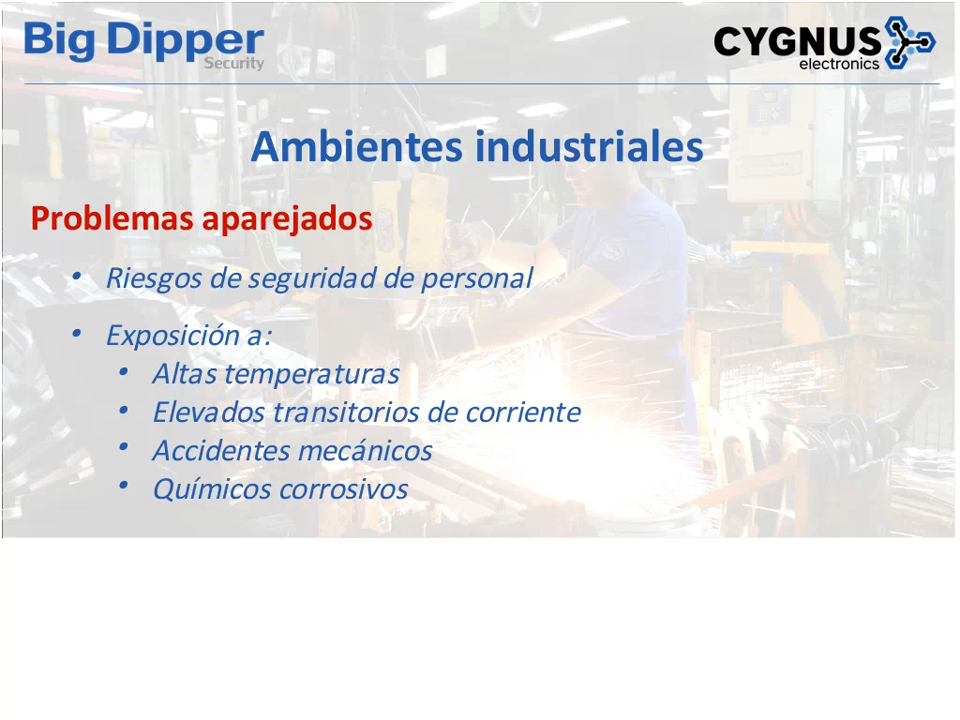 Big Dipper
Security
CYGNUS
electronics
Ambientes industriales
Problemas aparejados
• Riesgos de seguridad de personal
• Exposición a:
• Altas temperaturas
• Elevados transitorios de corriente
• Accidentes mecánicos
• Químicos corrosivos